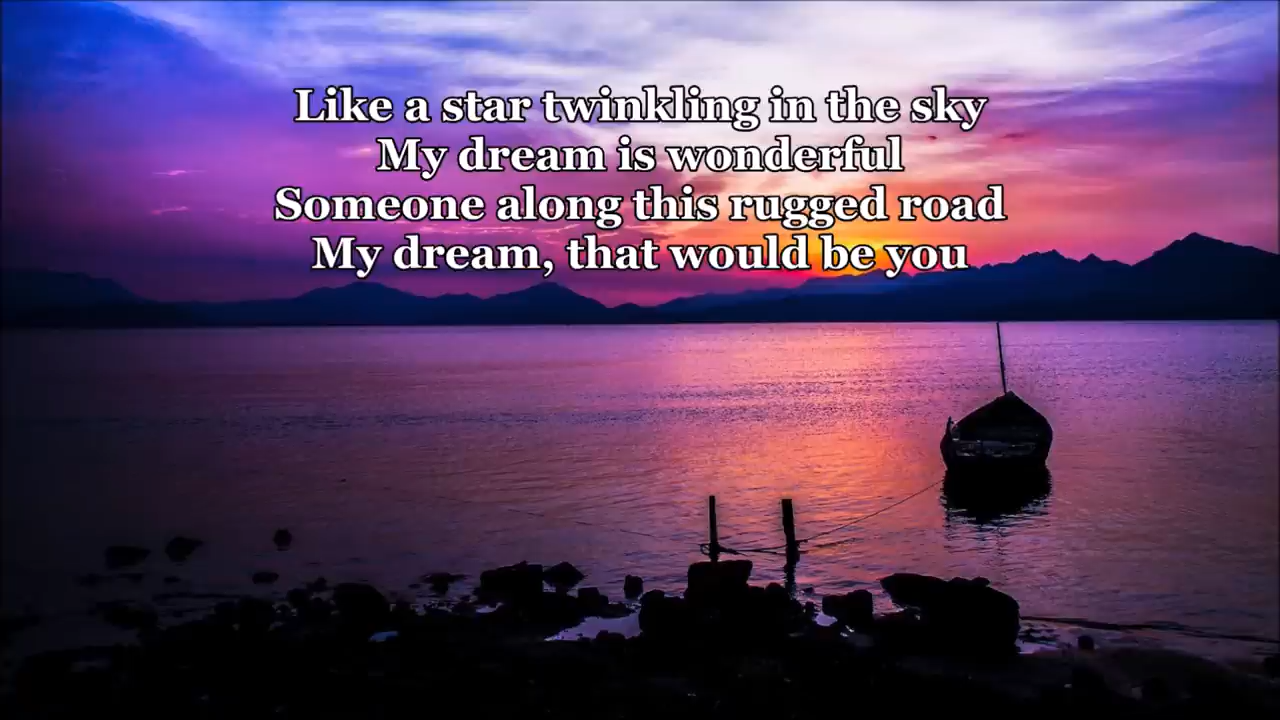 Like a star twinkling in the sky
My dream is wonderful
Someone along this rugged road
My dream, that would be you